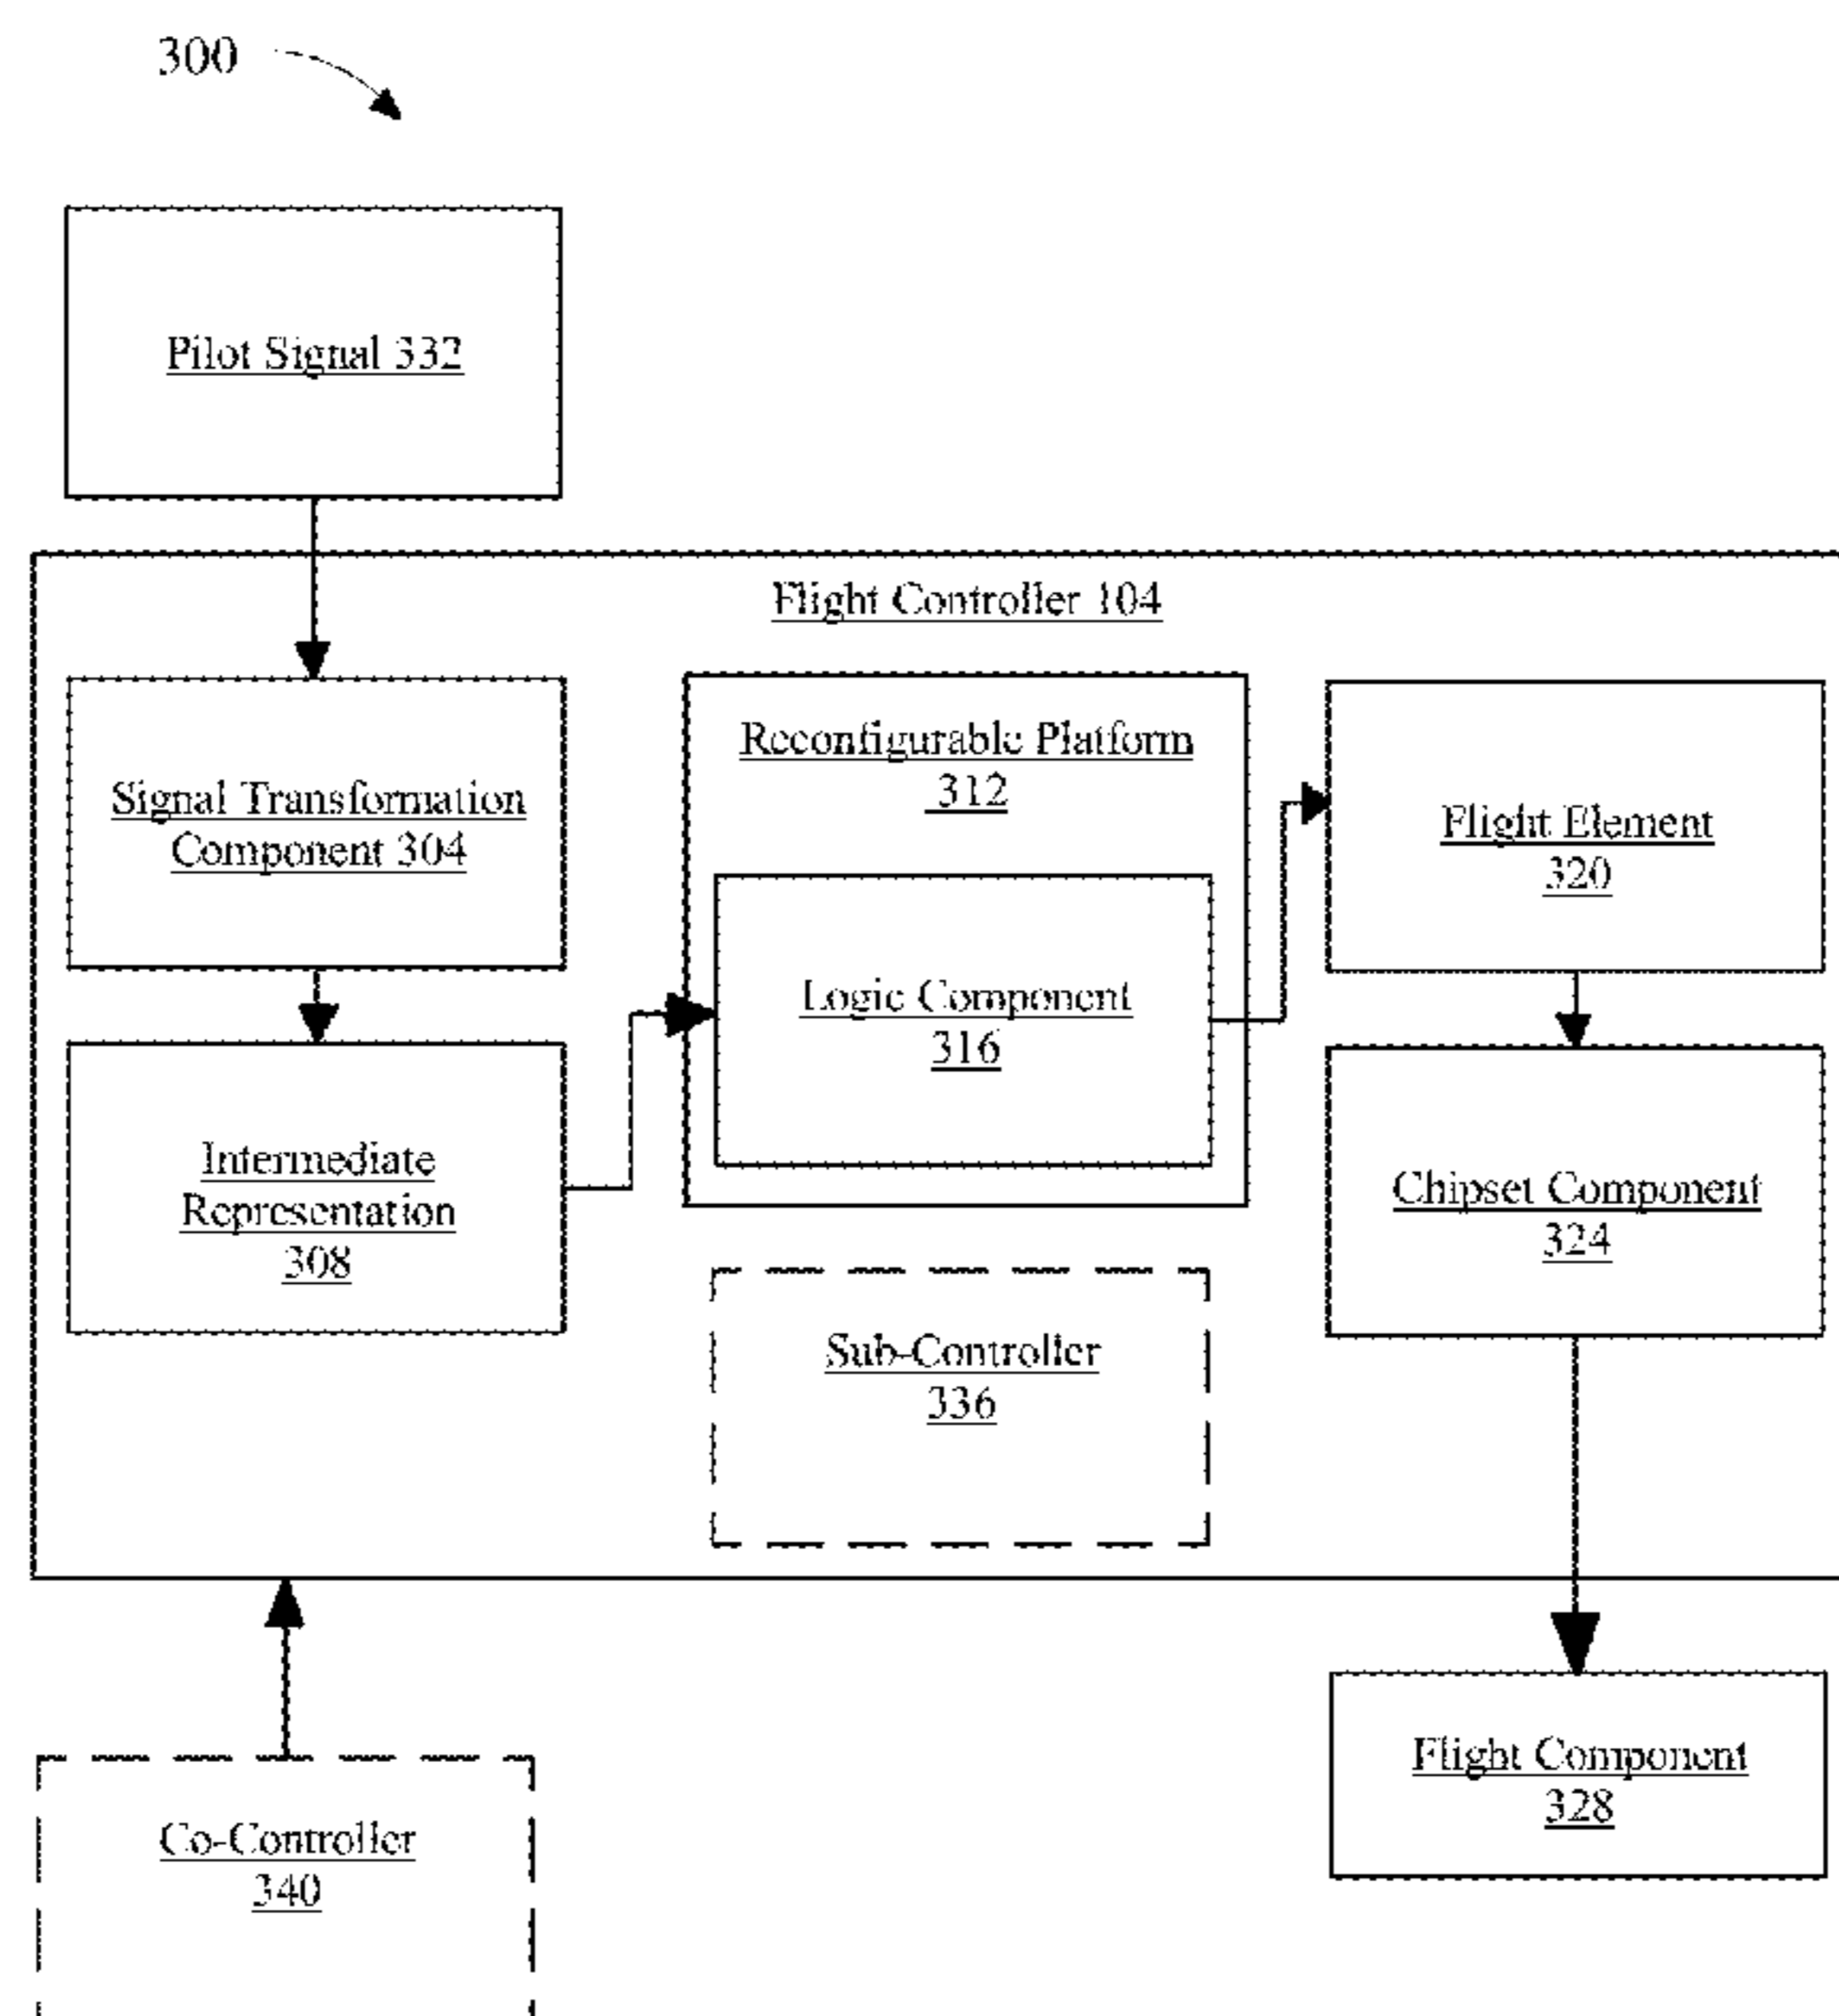 300
Pilot Signal 332
Flight Controller 104
Signal Transformation
Component 304
Intermediate
Representation
308
Reconfigurable Platform
312
Logic Component
316
Sub-Controller
336
Flight Element
320
Chipset Component
324
Co-Controller
340
Flight Component
328